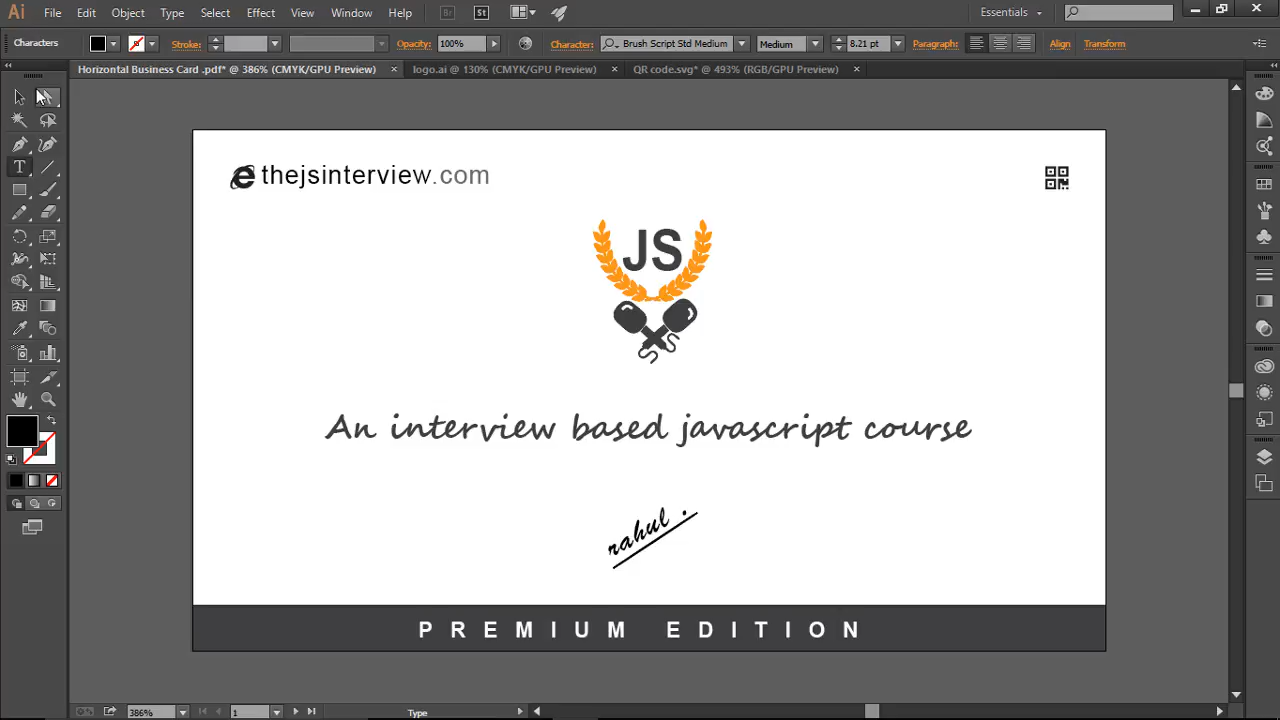 Ai File Edit Object Type Select Effect View Window Help Br St Essentials
Characters Stroke: Opacity: 100% Character: Brush Script Std Medium Medium 8.21 pt Paragraph: Align Transform
Horizontal Business Card .pdf* @ 386% (CMYK/GPU Preview) × logo.ai @ 130% (CMYK/GPU Preview) × QR code.svg* @ 493% (RGB/GPU Preview) ×
thejsinterview.com
JS
An interview based javascript course
rahul .
PREMIUM EDITION
386% 1 Type